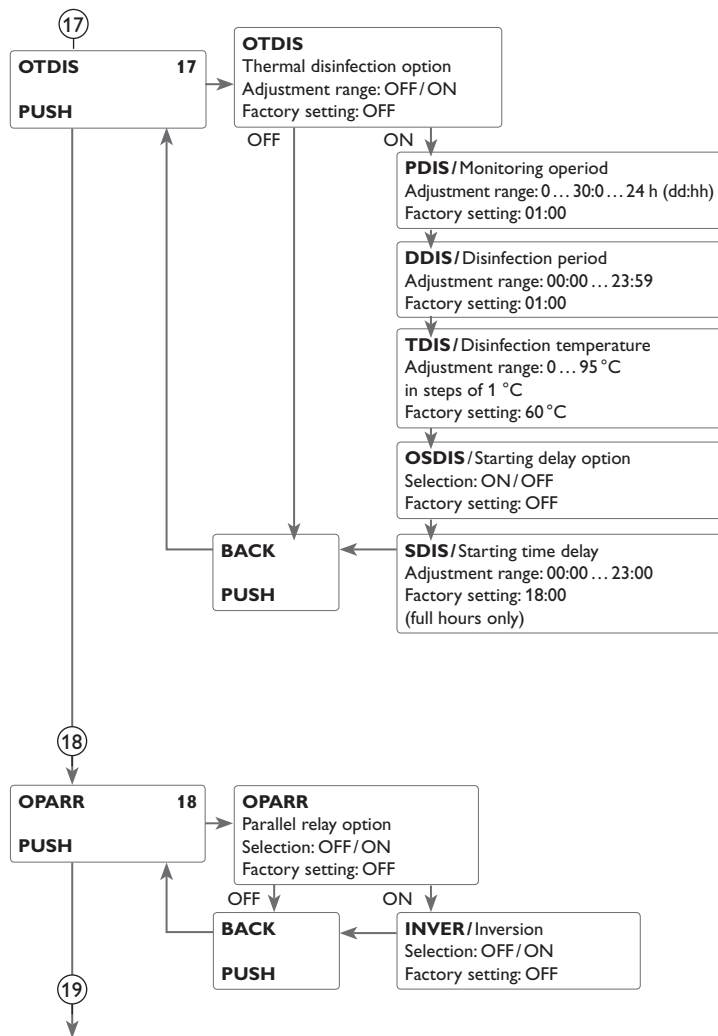 17
OTDIS 17
PUSH
OTDIS
Thermal disinfection option
Adjustment range: OFF/ON
Factory setting: OFF
OFF
ON
PDIS/Monitoring operiod
Adjustment range: 0 … 30:0 … 24 h (dd:hh)
Factory setting: 01:00
DDIS/Disinfection period
Adjustment range: 00:00 … 23:59
Factory setting: 01:00
TDIS/Disinfection temperature
Adjustment range: 0 … 95 °C
in steps of 1 °C
Factory setting: 60 °C
OSDIS/Starting delay option
Selection: ON/OFF
Factory setting: OFF
SDIS/Starting time delay
Adjustment range: 00:00 … 23:00
Factory setting: 18:00
(full hours only)
BACK
PUSH
18
OPARR 18
PUSH
OPARR
Parallel relay option
Selection: OFF/ON
Factory setting: OFF
OFF
ON
BACK
PUSH
INVER/Inversion
Selection: OFF/ON
Factory setting: OFF
19